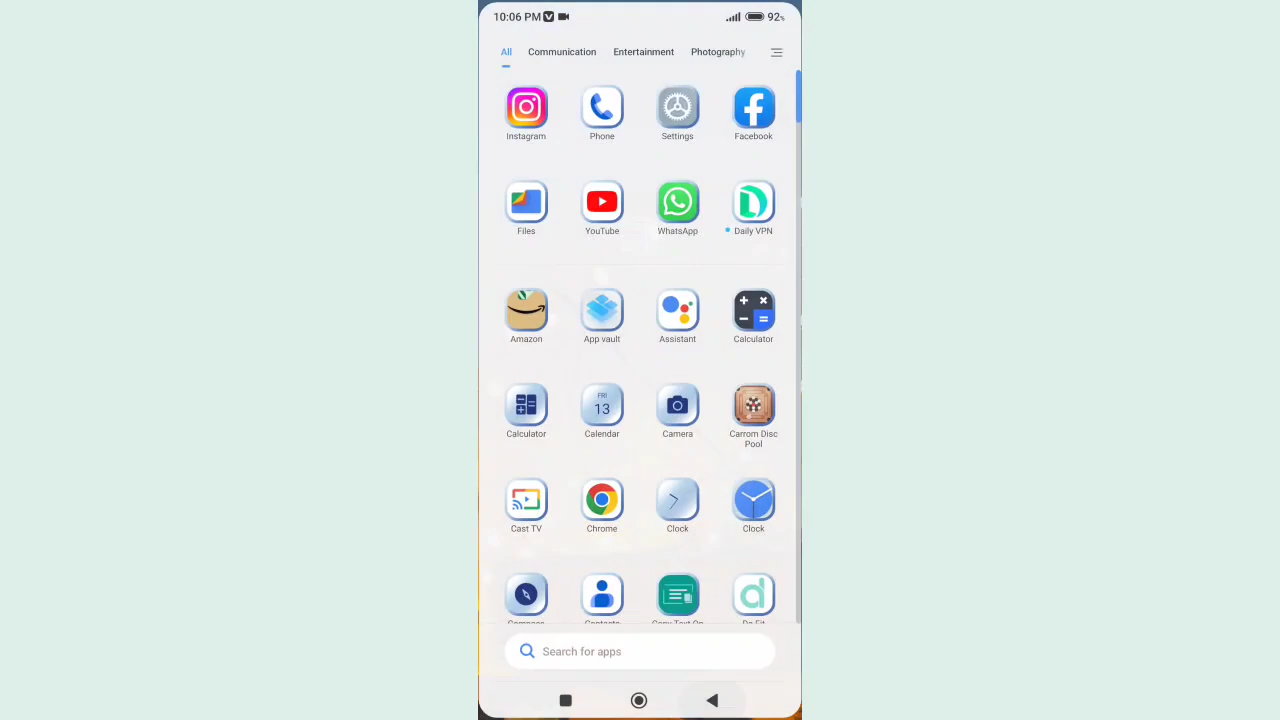 10:06 PM
92%
All Communication Entertainment Photography
Instagram Phone Settings Facebook
Files YouTube WhatsApp Daily VPN
Amazon App vault Assistant Calculator
FRI
13
Calculator Calendar Camera Carrom Disc
Pool
Cast TV Chrome Clock Clock
Compass Contacts Copy Text On Da Fit
Search for apps